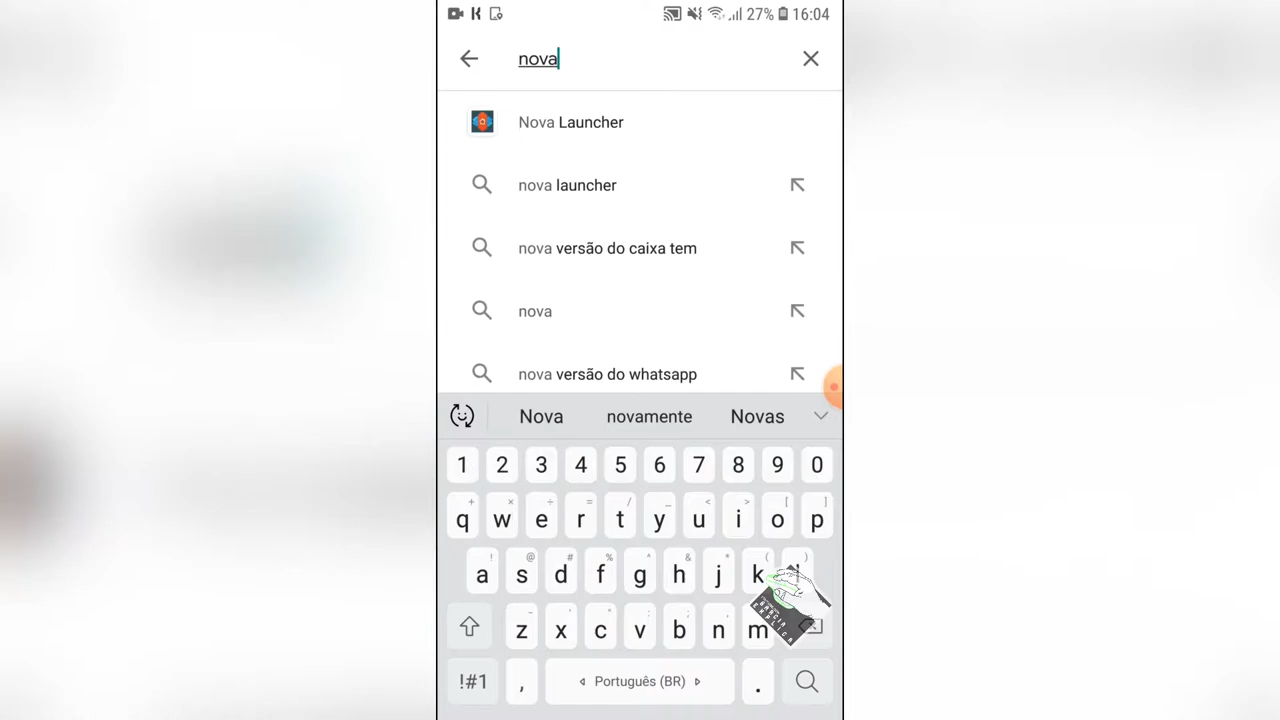 27% 16:04
nova
Nova Launcher
nova launcher
nova versão do caixa tem
nova
nova versão do whatsapp
Nova novamente Novas
1 2 3 4 5 6 7 8 9 0
+ × ÷ = / _ < > [ ]
q w e r t y u i o p
! @ # % ^ & * ( )
a s d f g h j k l
- ' " : ; ,
z x c v b n m
EXPLICA
!#1 , Português (BR) .